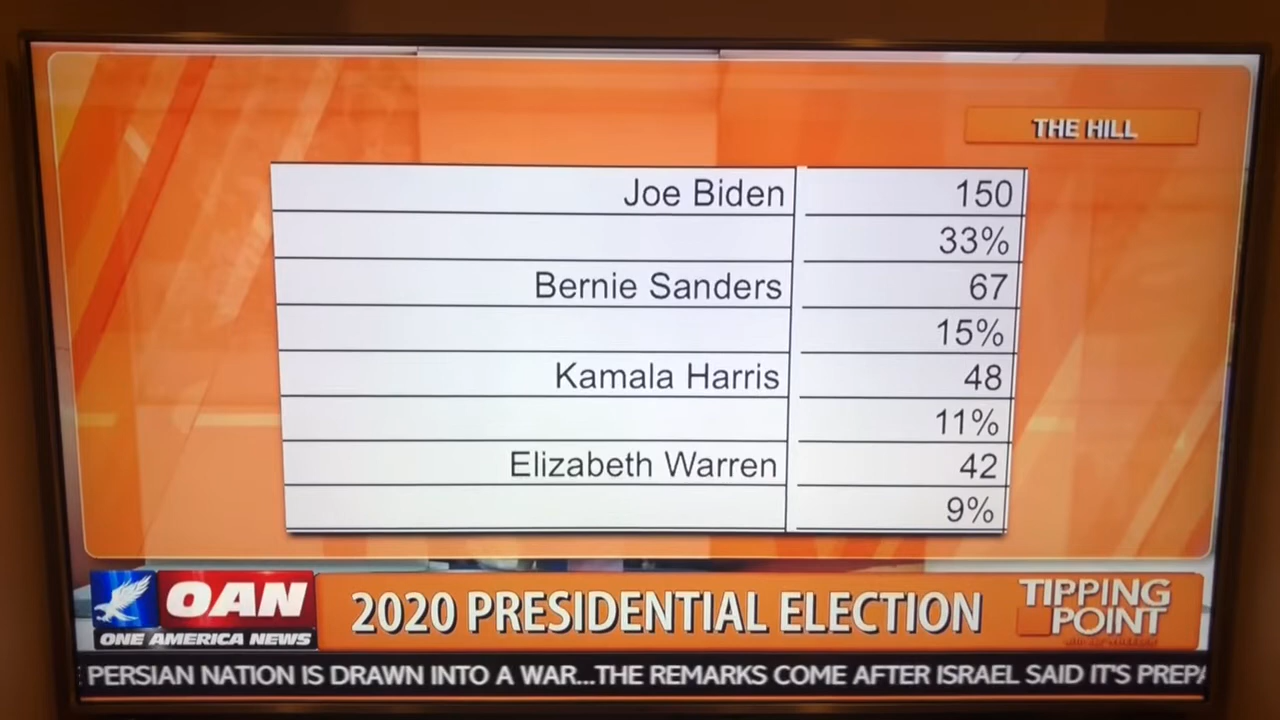 THE HILL
Joe Biden 150
33%
Bernie Sanders 67
15%
Kamala Harris 48
11%
Elizabeth Warren 42
9%
OAN
ONE AMERICA NEWS
2020 PRESIDENTIAL ELECTION
TIPPING
POINT
PERSIAN NATION IS DRAWN INTO A WAR...THE REMARKS COME AFTER ISRAEL SAID IT'S PREPA